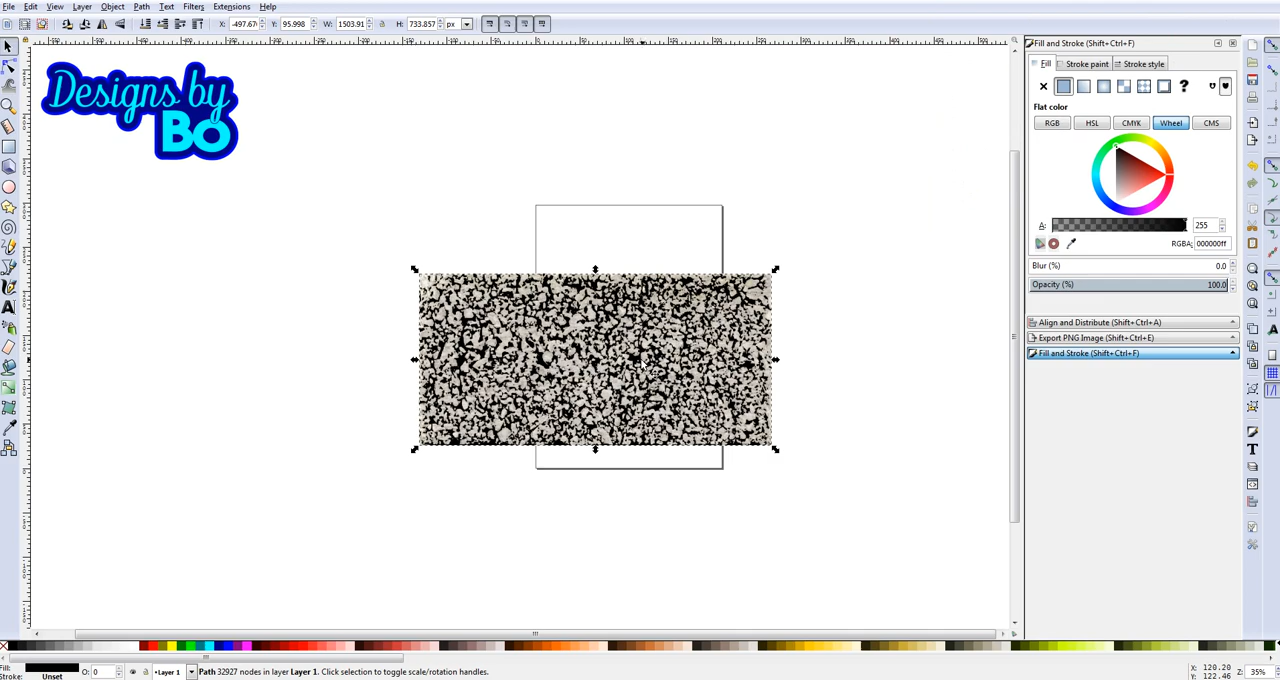 File Edit View Layer Object Path Text Filters Extensions Help
X: -497.67 Y: 95.998 W: 1503.91 H: 733.857 px
Fill and Stroke (Shift+Ctrl+F)
Fill Stroke paint Stroke style
?
Flat color
RGB HSL CMYK Wheel CMS
A: 255
RGBA: 000000ff
Blur (%) 0.0
Opacity (%) 100.0
Align and Distribute (Shift+Ctrl+A)
Export PNG Image (Shift+Ctrl+E)
Fill and Stroke (Shift+Ctrl+F)
Designs by
Bo
Fill:
Stroke: Unset
O: 0
Layer 1
Path 32927 nodes in layer Layer 1. Click selection to toggle scale/rotation handles.
X: 120.20
Y: 122.46
Z: 35%